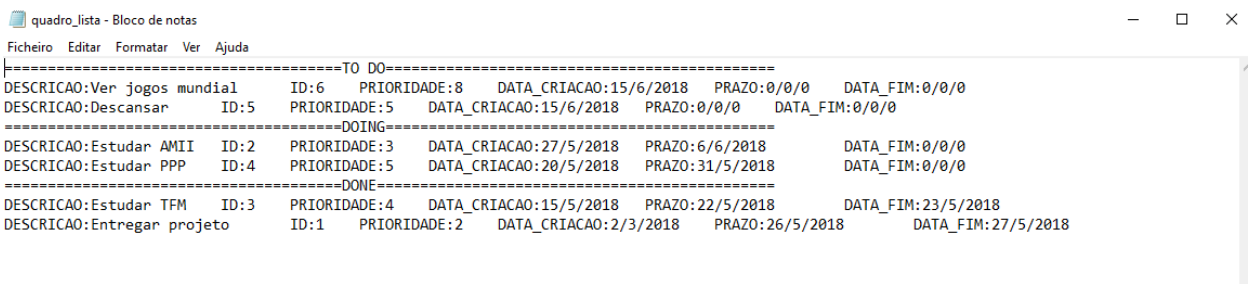 quadro_lista - Bloco de notas
Ficheiro Editar Formatar Ver Ajuda
=======================================TO DO=============================================
DESCRICAO:Ver jogos mundial ID:6 PRIORIDADE:8 DATA_CRIACAO:15/6/2018 PRAZO:0/0/0 DATA_FIM:0/0/0
DESCRICAO:Descansar ID:5 PRIORIDADE:5 DATA_CRIACAO:15/6/2018 PRAZO:0/0/0 DATA_FIM:0/0/0
=======================================DOING=============================================
DESCRICAO:Estudar AMII ID:2 PRIORIDADE:3 DATA_CRIACAO:27/5/2018 PRAZO:6/6/2018 DATA_FIM:0/0/0
DESCRICAO:Estudar PPP ID:4 PRIORIDADE:5 DATA_CRIACAO:20/5/2018 PRAZO:31/5/2018 DATA_FIM:0/0/0
=======================================DONE==============================================
DESCRICAO:Estudar TFM ID:3 PRIORIDADE:4 DATA_CRIACAO:15/5/2018 PRAZO:22/5/2018 DATA_FIM:23/5/2018
DESCRICAO:Entregar projeto ID:1 PRIORIDADE:2 DATA_CRIACAO:2/3/2018 PRAZO:26/5/2018 DATA_FIM:27/5/2018